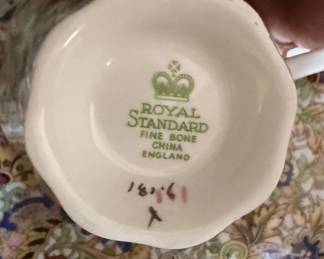 ROYAL
STANDARD
FINE BONE
CHINA
ENGLAND